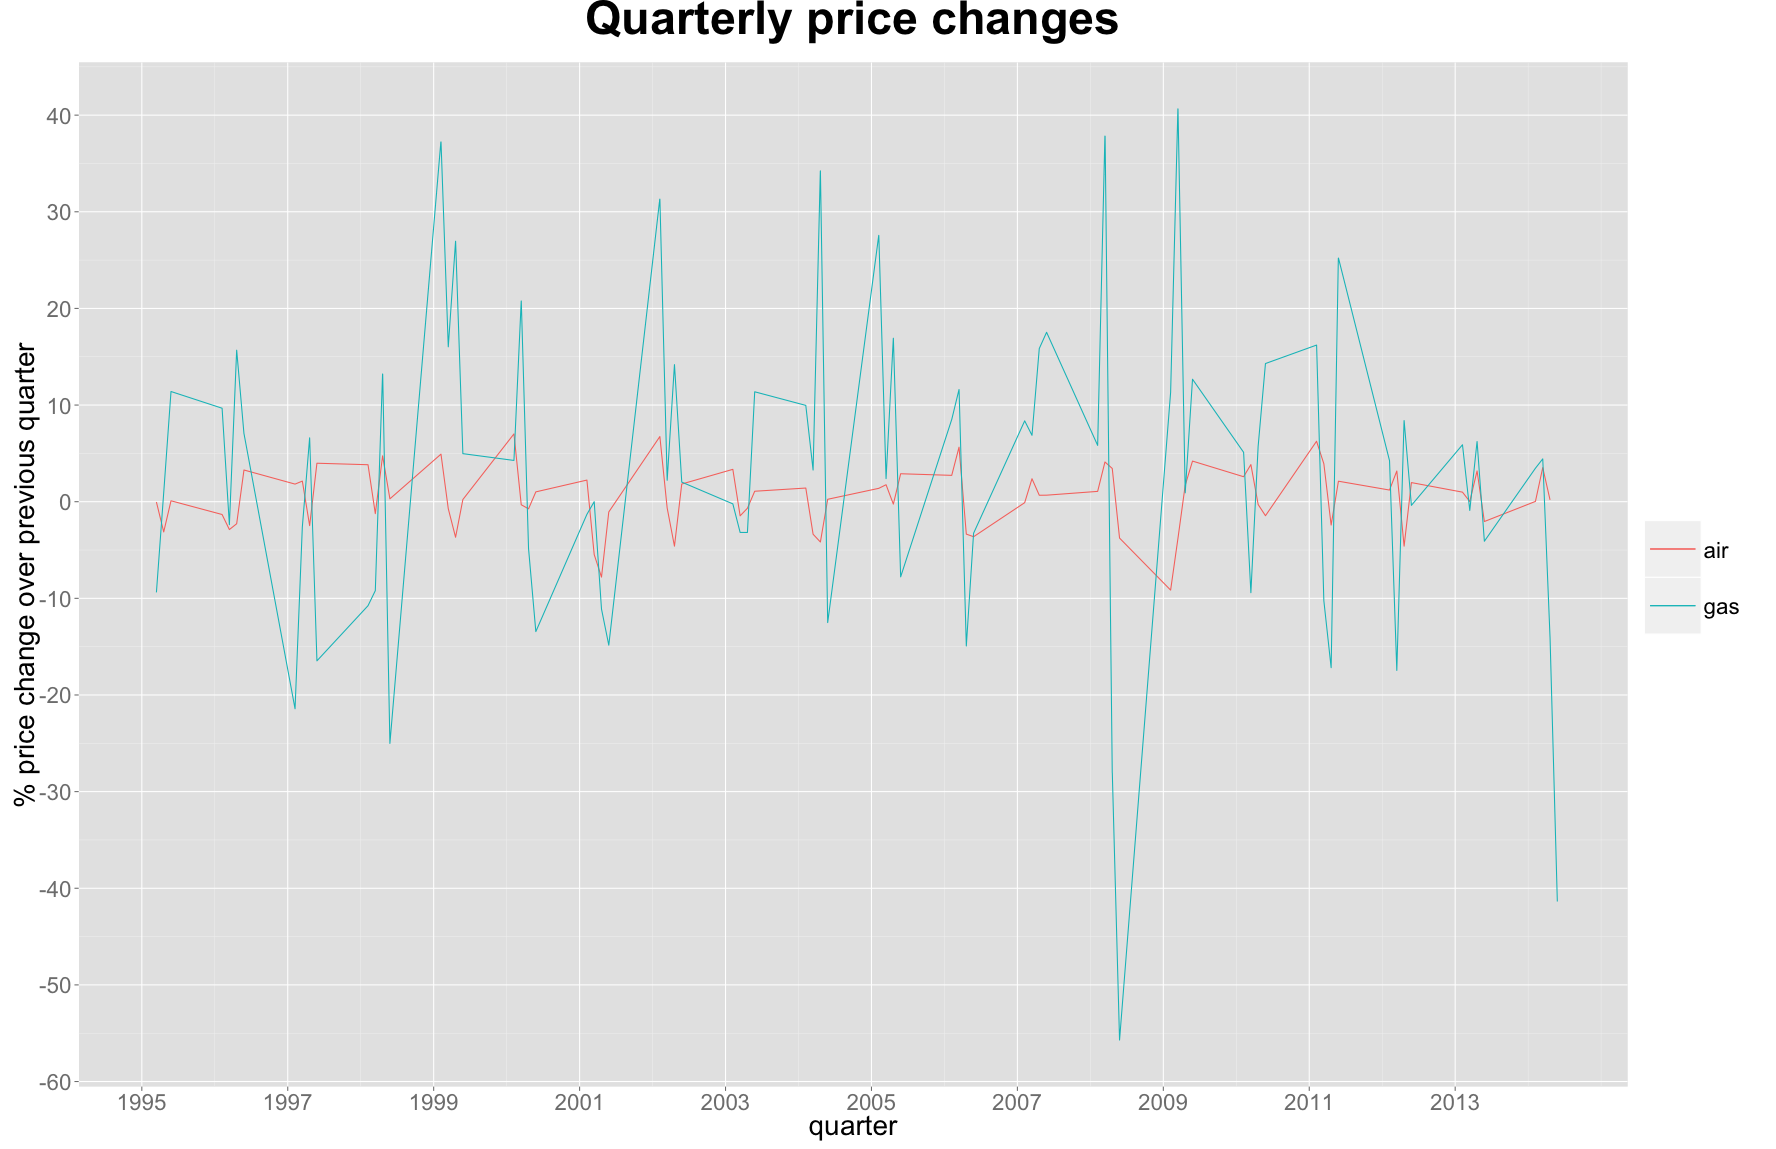 Quarterly price changes
% price change over previous quarter
40
30
20
10
0
-10
-20
-30
-40
-50
-60
1995 1997 1999 2001 2003 2005 2007 2009 2011 2013
quarter
air
gas